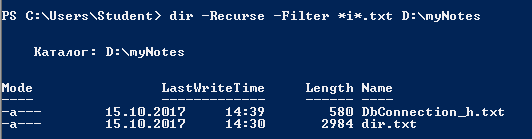 PS C:\Users\Student> dir -Recurse -Filter *i*.txt D:\myNotes
Каталог: D:\myNotes
Mode LastWriteTime Length Name
---- ------------- ------ ----
-a--- 15.10.2017 14:39 580 DbConnection_h.txt
-a--- 15.10.2017 14:30 2984 dir.txt